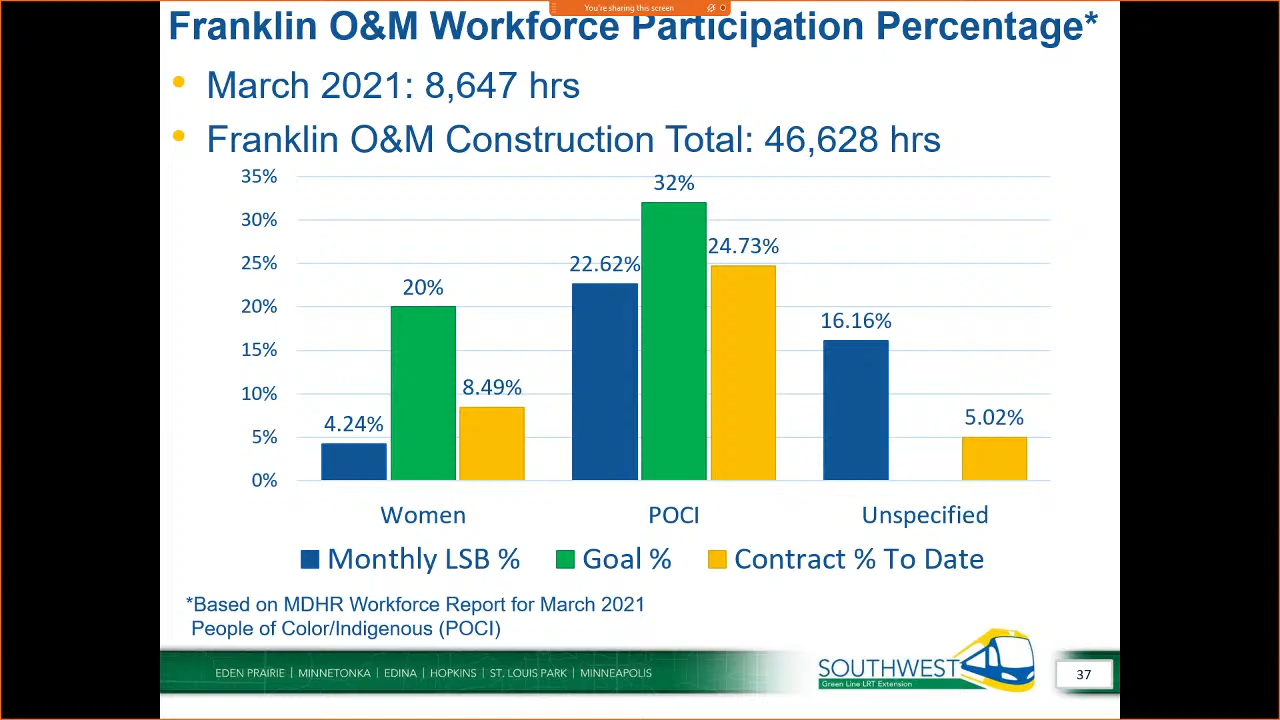 You're sharing this screen
Franklin O&M Workforce Participation Percentage*
• March 2021: 8,647 hrs
• Franklin O&M Construction Total: 46,628 hrs
35%
30%
25%
20%
15%
10%
5%
0%
4.24%
20%
8.49%
22.62%
32%
24.73%
16.16%
5.02%
Women
POCI
Unspecified
Monthly LSB %
Goal %
Contract % To Date
*Based on MDHR Workforce Report for March 2021
People of Color/Indigenous (POCI)
EDEN PRAIRIE | MINNETONKA | EDINA | HOPKINS | ST. LOUIS PARK | MINNEAPOLIS
SOUTHWEST
Green Line LRT Extension
37